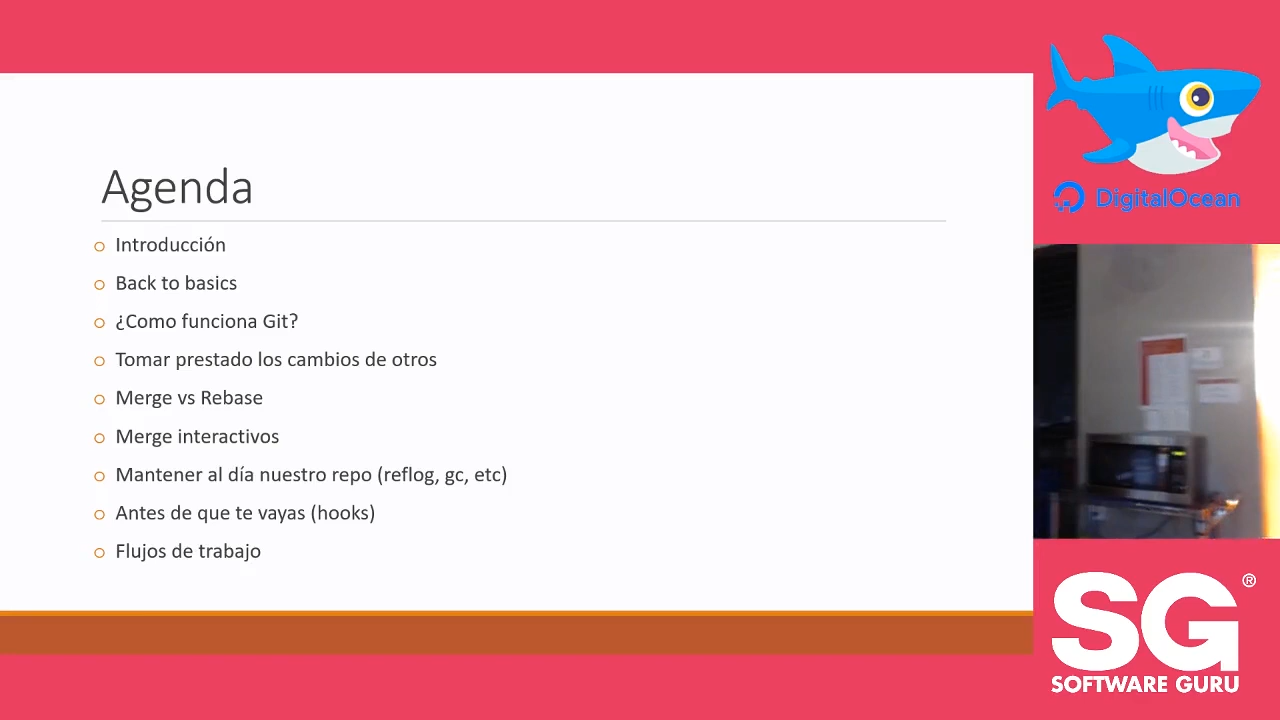 Agenda
Introducción
Back to basics
¿Como funciona Git?
Tomar prestado los cambios de otros
Merge vs Rebase
Merge interactivos
Mantener al día nuestro repo (reflog, gc, etc)
Antes de que te vayas (hooks)
Flujos de trabajo
DigitalOcean
SG®
SOFTWARE GURU